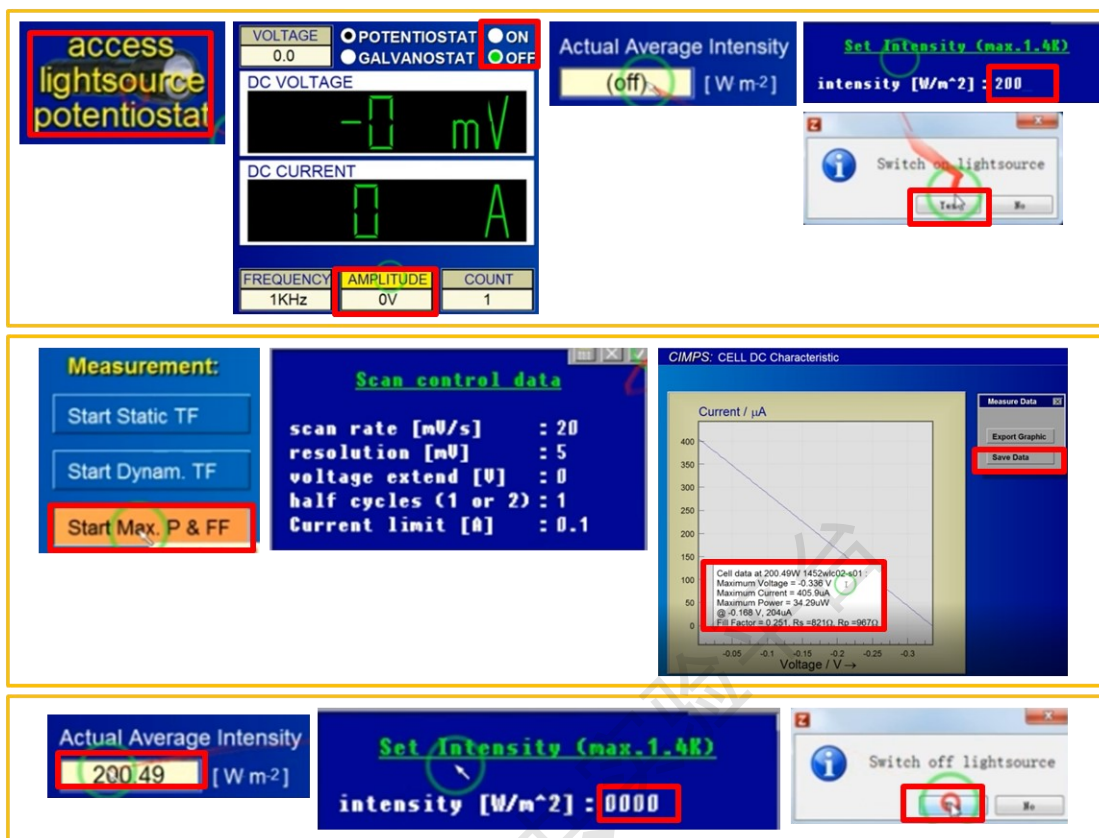 access
lightsource
potentiostat
VOLTAGE
0.0
POTENTIOSTAT
GALVANOSTAT
ON
OFF
DC VOLTAGE
-0 mV
DC CURRENT
0 A
FREQUENCY AMPLITUDE COUNT
1KHz 0V 1
Actual Average Intensity
(off) [ W m-2 ]
Set Intensity (max.1.4K)
intensity [W/m^2] : 200
Switch on lightsource
Yes No
Measurement:
Start Static TF
Start Dynam. TF
Start Max. P & FF
Scan control data
scan rate [mV/s] : 20
resolution [mV] : 5
voltage extend [V] : 0
half cycles (1 or 2) : 1
Current limit [A] : 0.1
CIMPS: CELL DC Characteristic
Current / μA
400
350
300
250
200
150
100
50
0
Cell data at 200.49W 1452wlc02-s01 :
Maximum Voltage = -0.336 V
Maximum Current = 405.9uA
Maximum Power = 34.29uW
@ -0.168 V, 204uA
Fill Factor = 0.251, Rs =821Ω, Rp =967Ω
-0.05 -0.1 -0.15 -0.2 -0.25 -0.3
Voltage / V→
Measure Data
Export Graphic
Save Data
Actual Average Intensity
200.49 [ W m-2 ]
Set Intensity (max.1.4K)
intensity [W/m^2] : 0000
Switch off lightsource
No